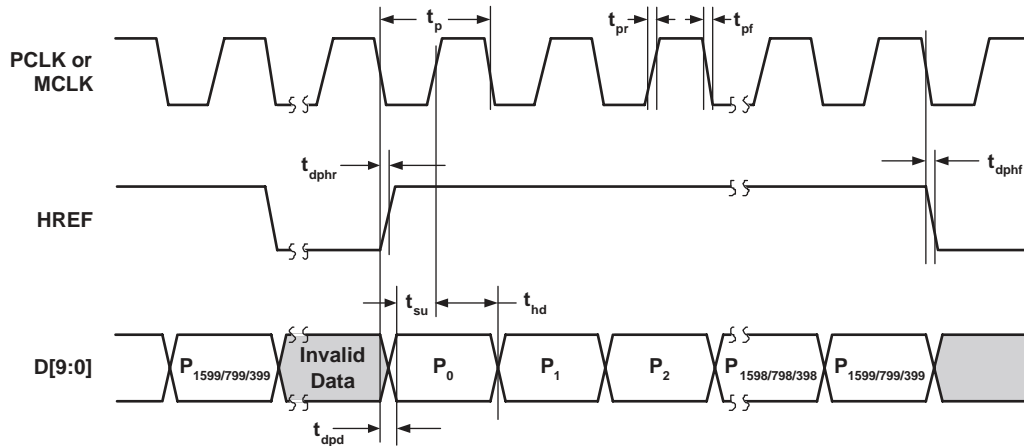 t_p
t_pr
t_pf
PCLK or
MCLK
t_dphr
t_dphf
HREF
t_su
t_hd
D[9:0]
P_1599/799/399
Invalid
Data
P_0
P_1
P_2
P_1598/798/398
P_1599/799/399
t_dpd